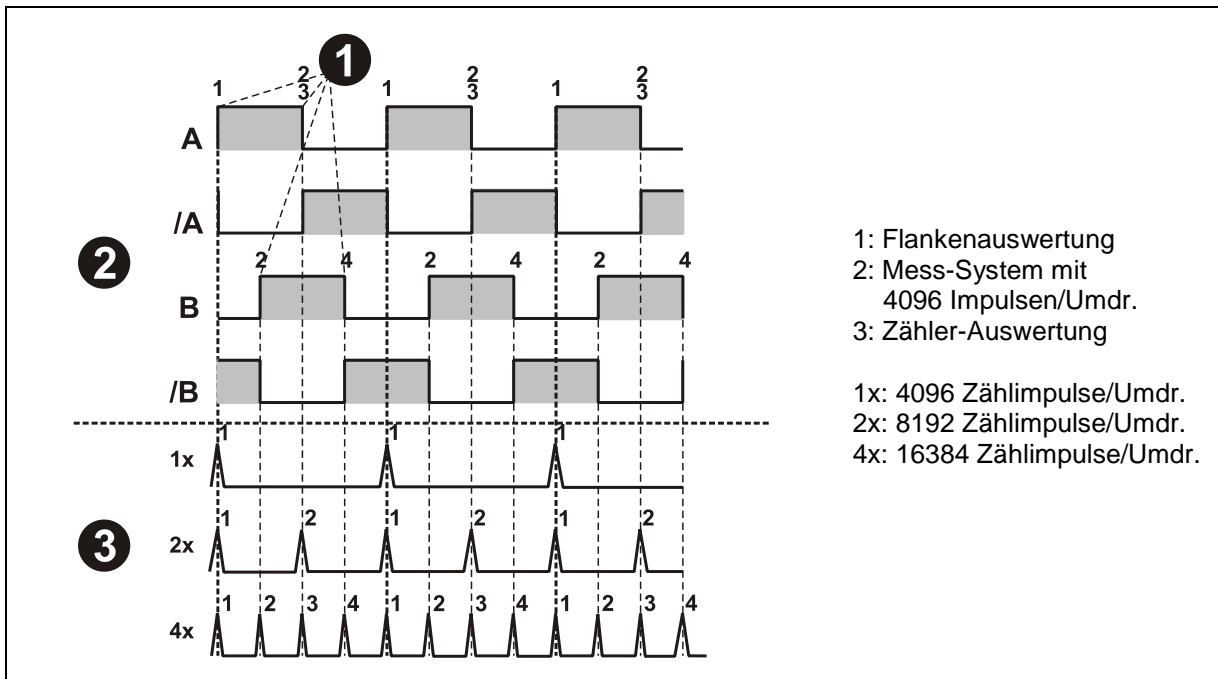 1
1 2 1 2 1 2
3 3 3
A
/A
2
2 4 2 4 2 4
B
/B
1 1 1
1x
3
1 2 1 2 1 2
2x
1 2 3 4 1 2 3 4 1 2 3 4
4x
1: Flankenauswertung
2: Mess-System mit
4096 Impulsen/Umdr.
3: Zähler-Auswertung
1x: 4096 Zählimpulse/Umdr.
2x: 8192 Zählimpulse/Umdr.
4x: 16384 Zählimpulse/Umdr.